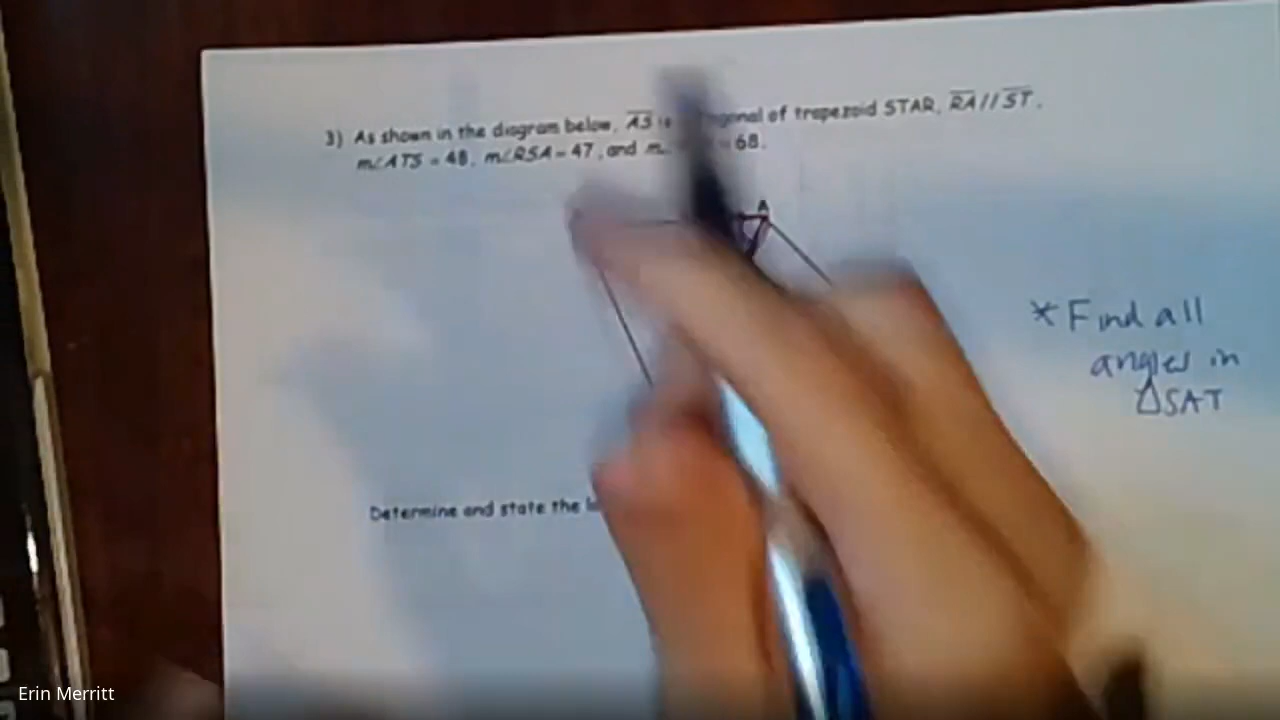 3) As shown in the diagram below, AS is diagonal of trapezoid STAR, RA//ST,
m∠ATS = 48, m∠RSA = 47, and m = 68.
A
*Find all
angles in
△SAT
Determine and state the
Erin Merritt